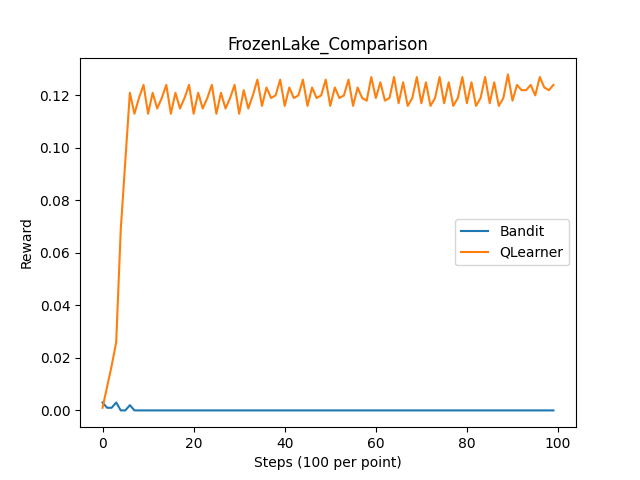 FrozenLake_Comparison
0.12
0.10
0.08
0.06
0.04
0.02
0.00
Reward
Bandit
QLearner
0 20 40 60 80 100
Steps (100 per point)